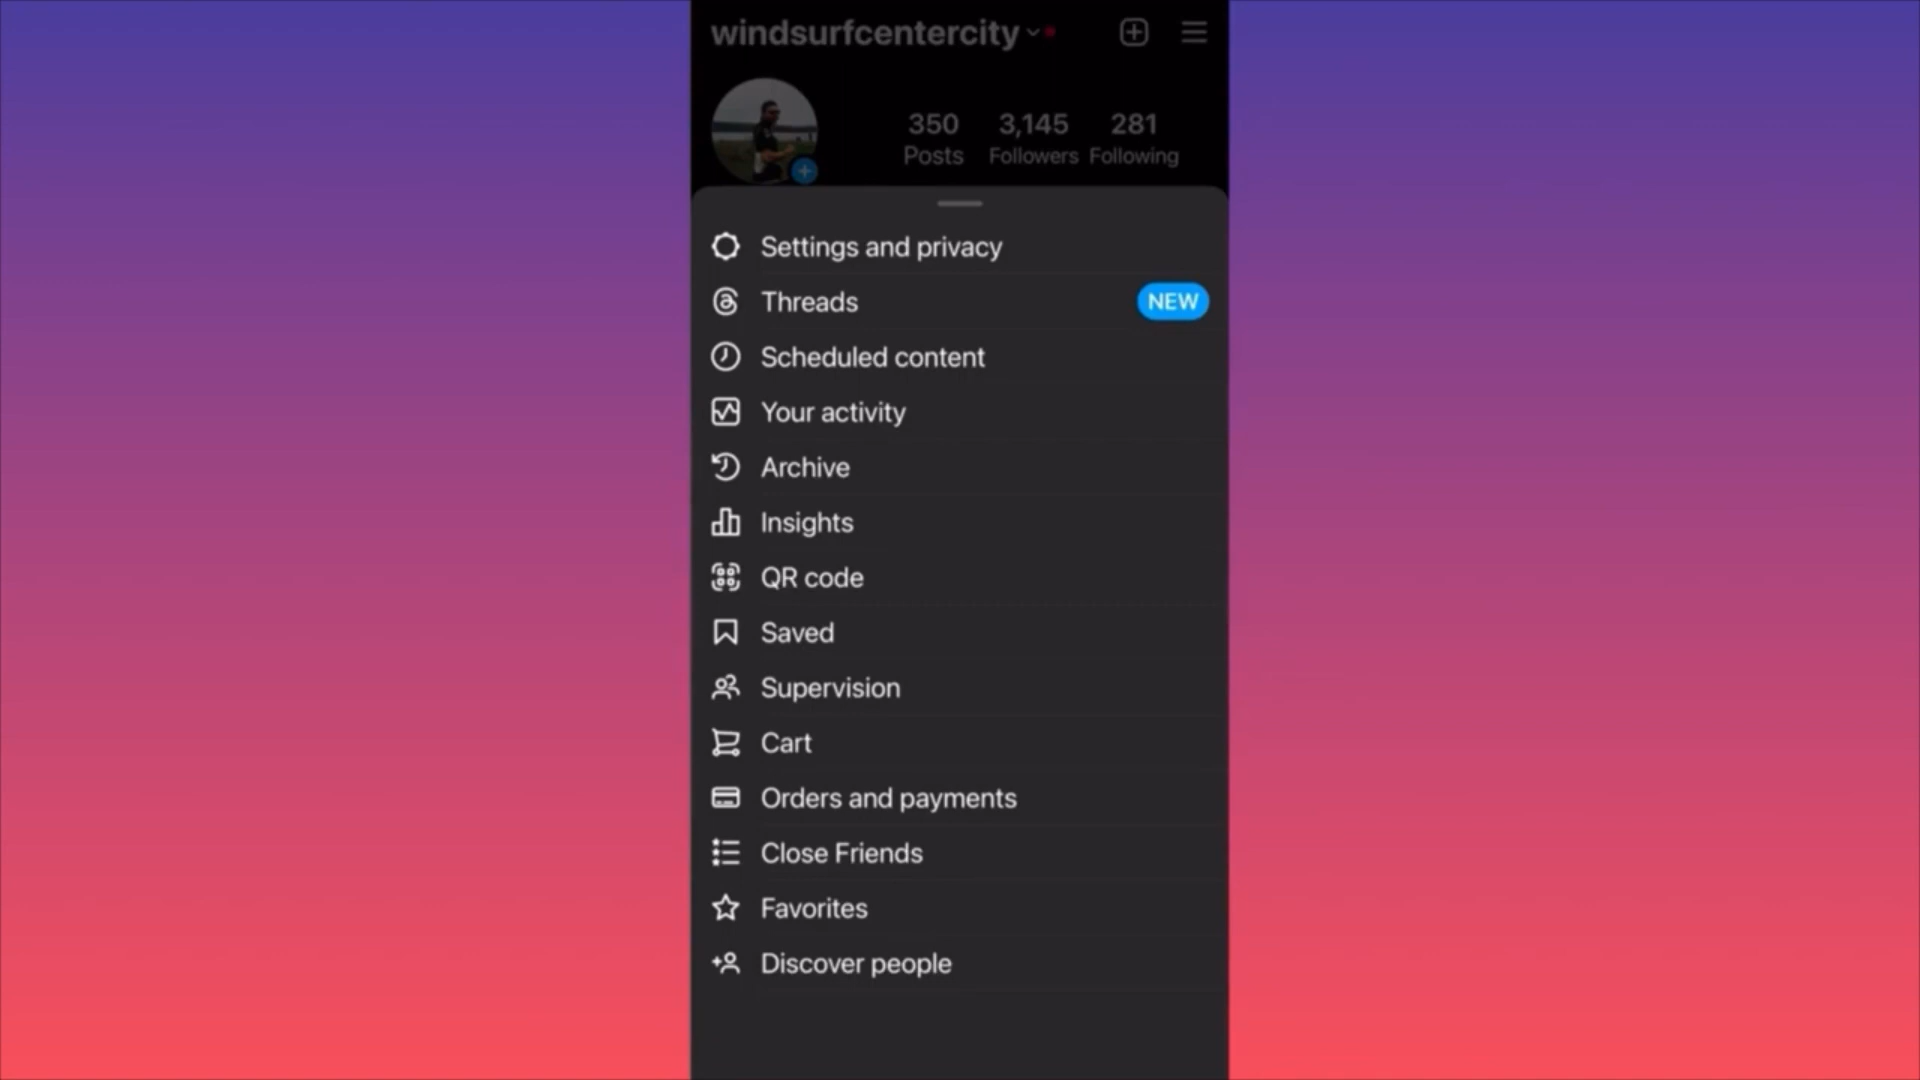 windsurfcentercity
350 3,145 281
Posts Followers Following
Settings and privacy
Threads NEW
Scheduled content
Your activity
Archive
Insights
QR code
Saved
Supervision
Cart
Orders and payments
Close Friends
Favorites
Discover people